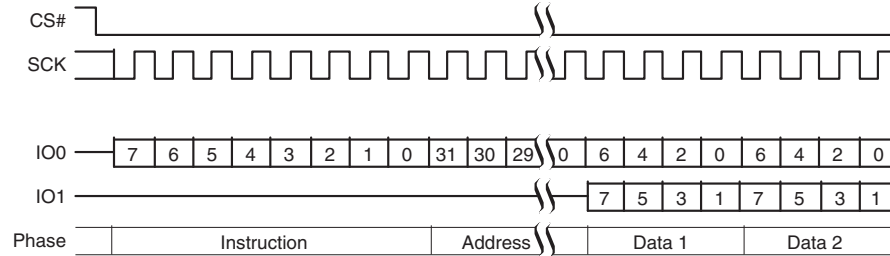 CS#
SCK
IO0 7 6 5 4 3 2 1 0 31 30 29 0 6 4 2 0 6 4 2 0
IO1 7 5 3 1 7 5 3 1
Phase Instruction Address Data 1 Data 2